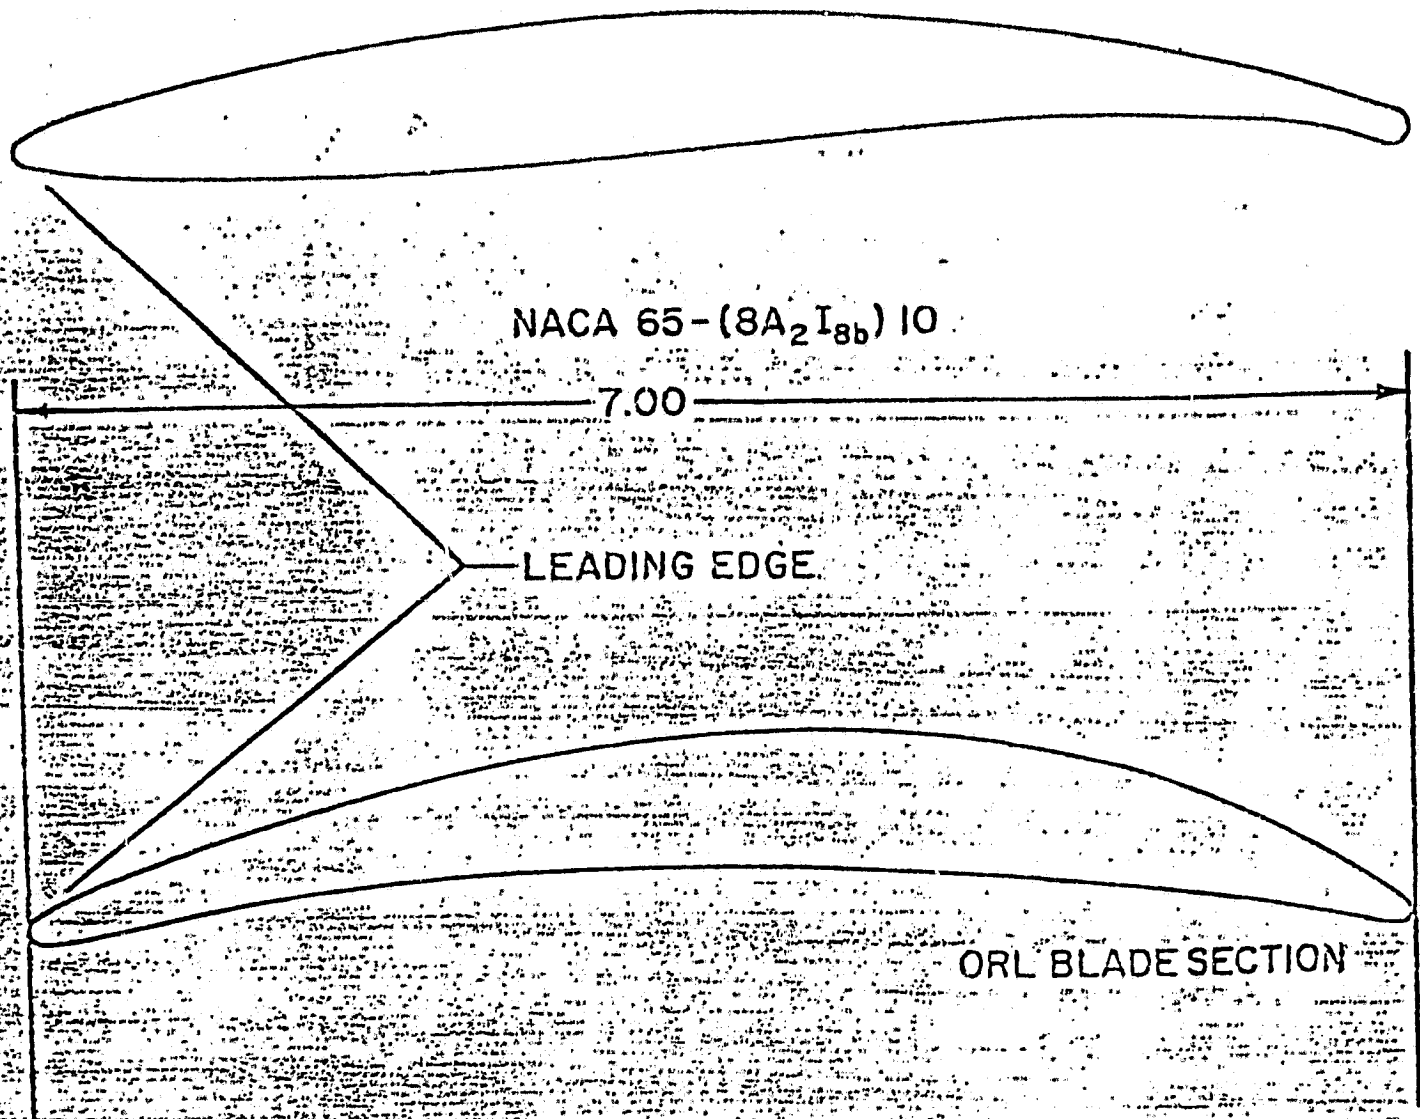 NACA 65-(8A₂I₈b)10
7.00
LEADING EDGE
ORL BLADE SECTION